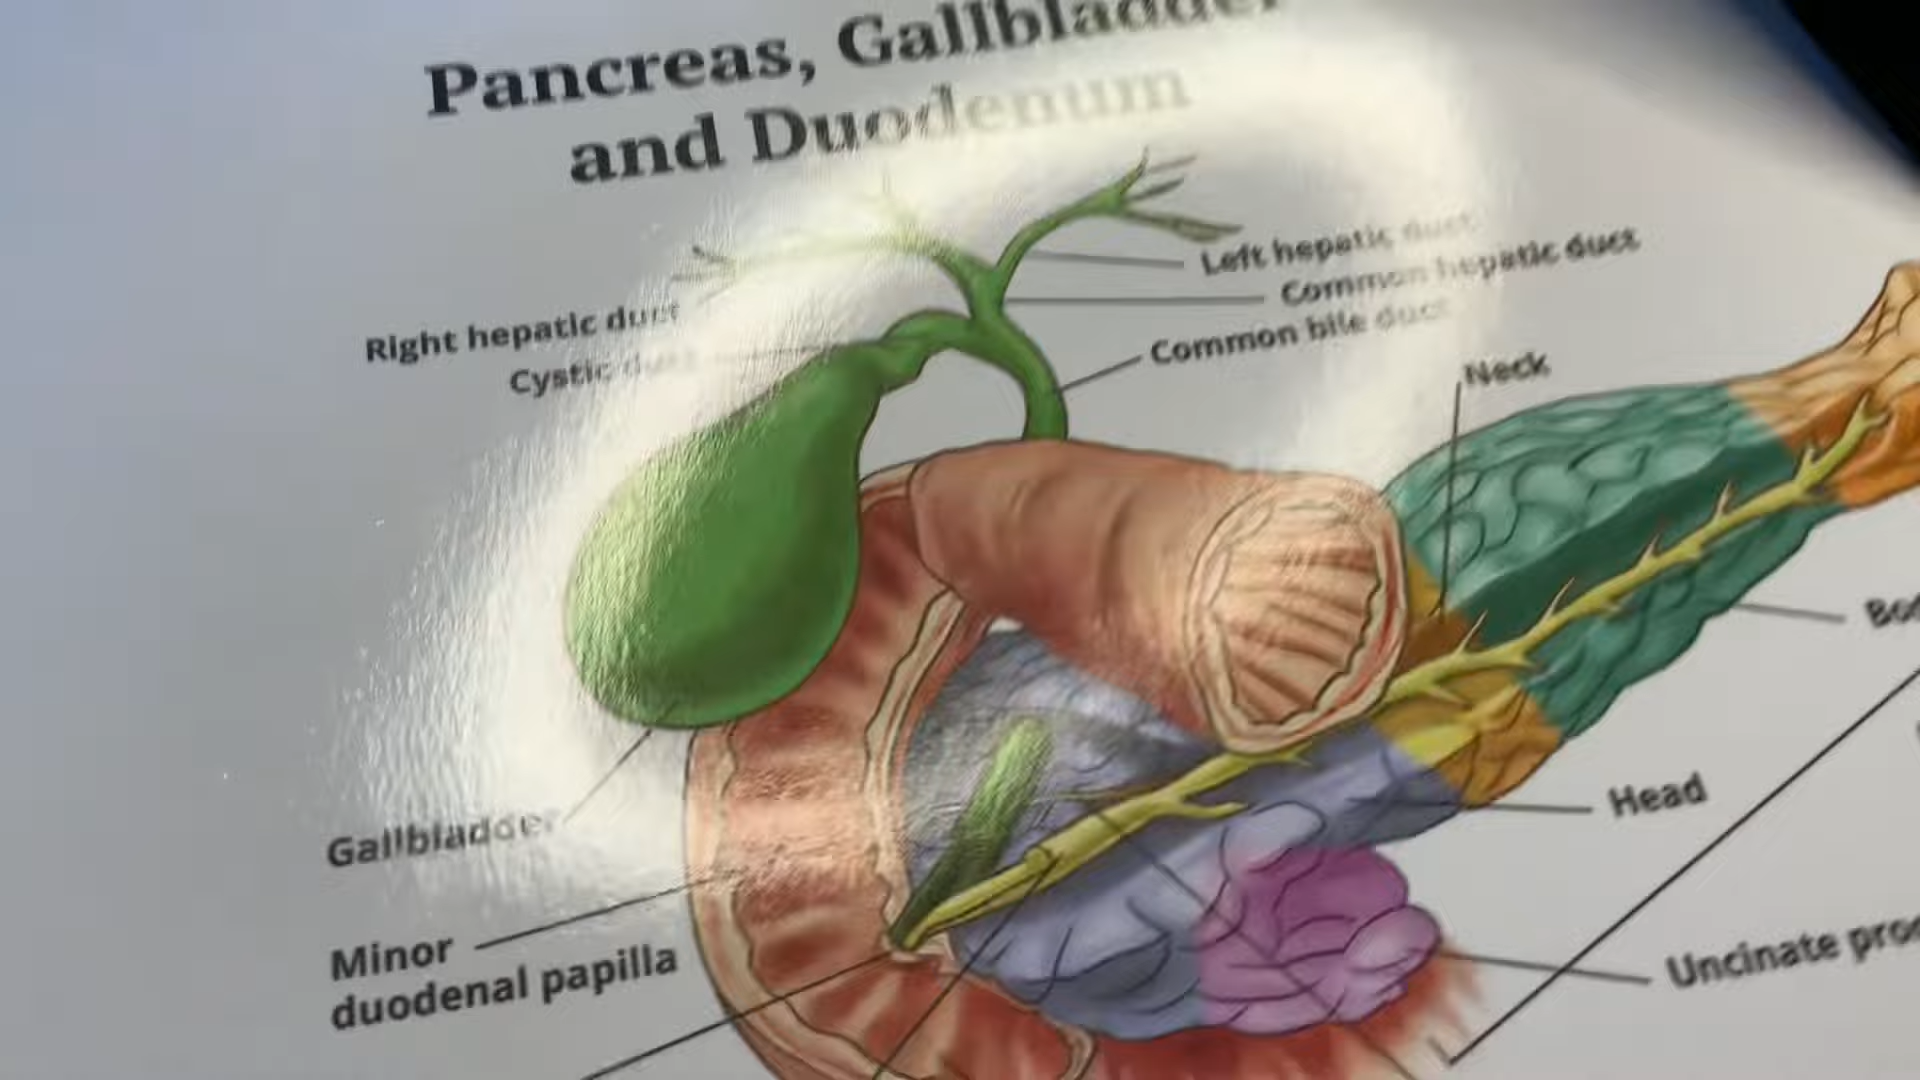 Pancreas, Gallbladder
and Duodenum
Left hepatic duct
Common hepatic duct
Right hepatic duct
Common bile duct
Cystic duct
Neck
Head
Gallbladder
Minor
duodenal papilla
Uncinate